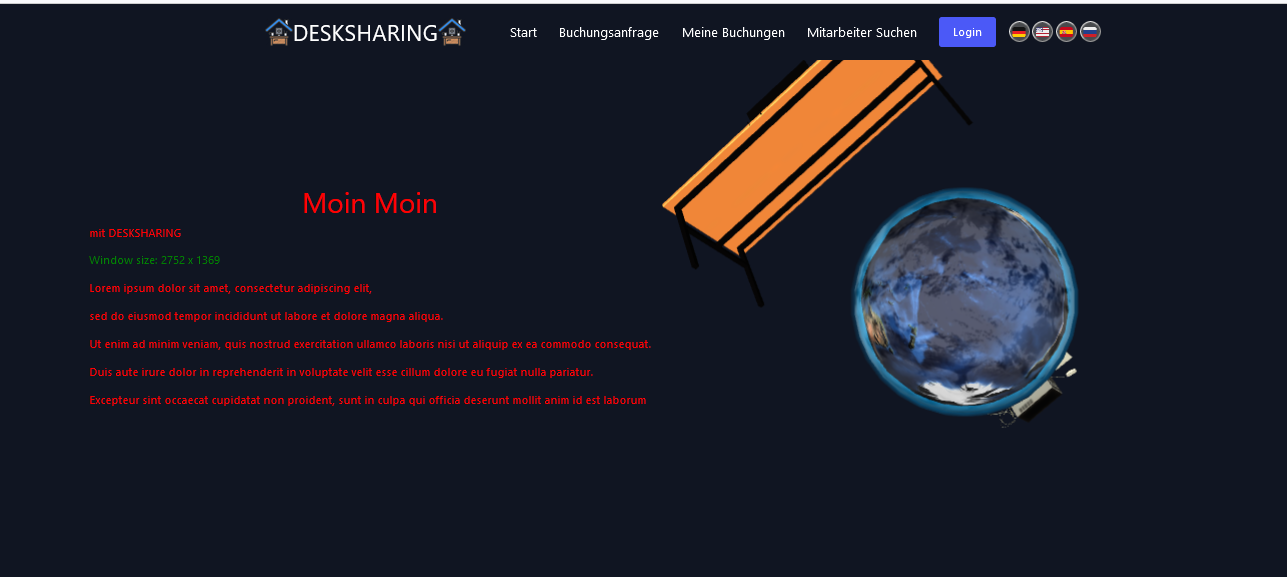 DESKSHARING
Start Buchungsanfrage Meine Buchungen Mitarbeiter Suchen Login
Moin Moin
mit DESKSHARING
Window size: 2752 x 1369
Lorem ipsum dolor sit amet, consectetur adipiscing elit,
sed do eiusmod tempor incididunt ut labore et dolore magna aliqua.
Ut enim ad minim veniam, quis nostrud exercitation ullamco laboris nisi ut aliquip ex ea commodo consequat.
Duis aute irure dolor in reprehenderit in voluptate velit esse cillum dolore eu fugiat nulla pariatur.
Excepteur sint occaecat cupidatat non proident, sunt in culpa qui officia deserunt mollit anim id est laborum